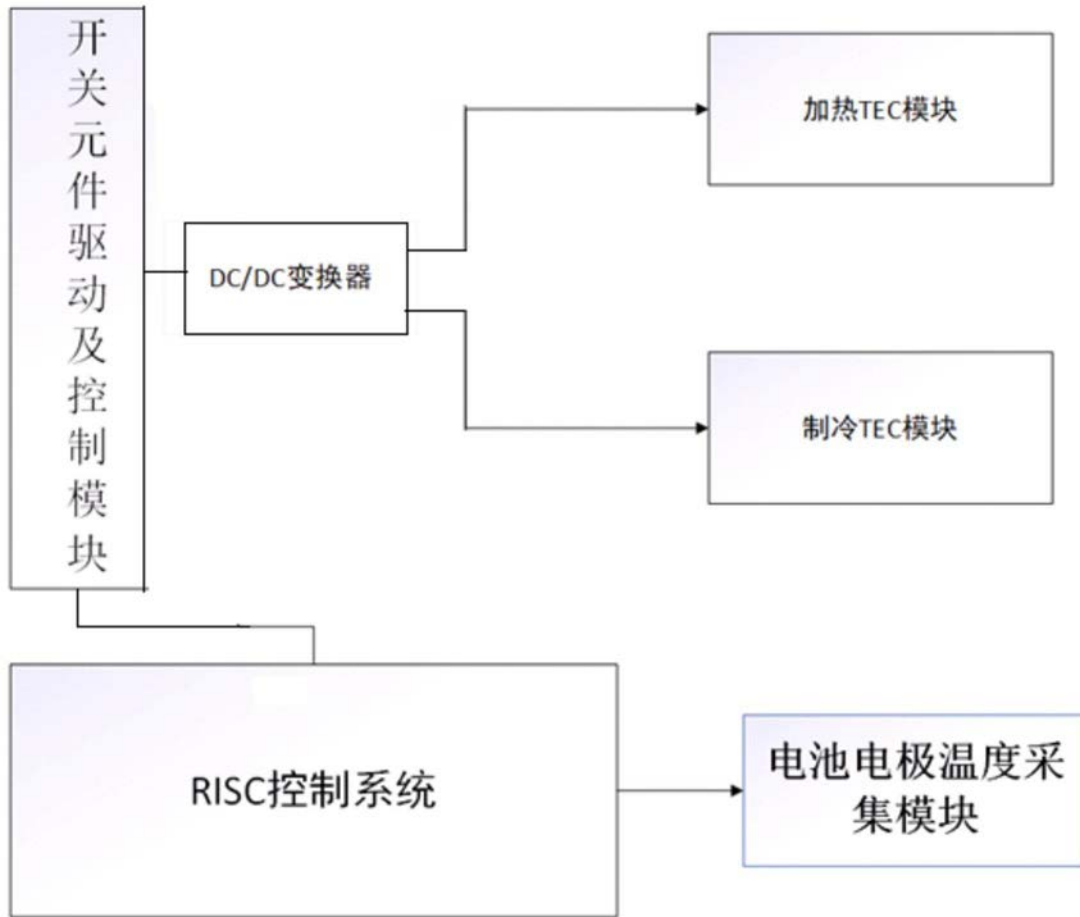 开关元件驱动及控制模块
加热TEC模块
DC/DC变换器
制冷TEC模块
RISC控制系统
电池电极温度采
集模块